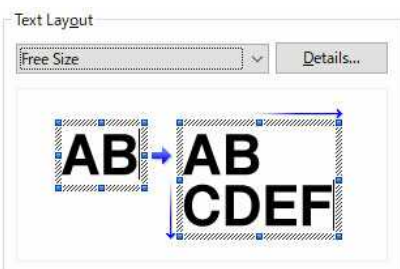 Text Layout
Free Size
Details...
AB
AB
CDEF